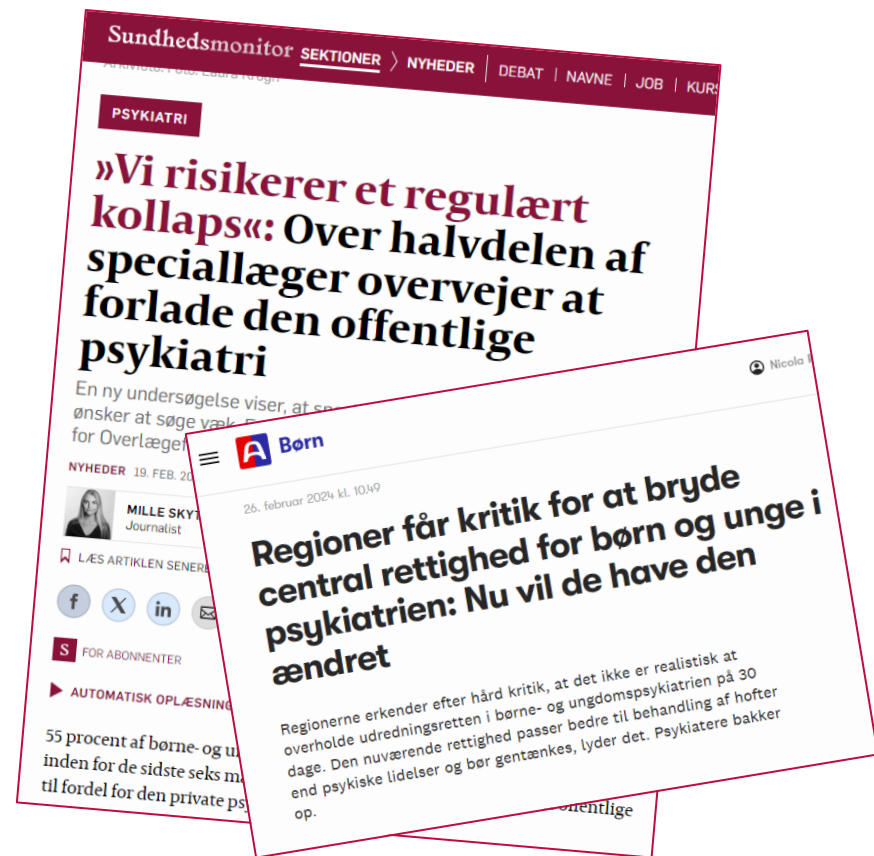 Sundhedsmonitor SEKTIONER > NYHEDER | DEBAT | NAVNE | JOB |
PSYKIATRI
»Vi risikerer et regulært
kollaps«: Over halvdelen af
speciallæger overvejer at
forlade den offentlige
psykiatri
En ny undersøgelse viser, at
ønsker at søge væk.
for
NYHEDER 19. FEB.
MILLE
Journalist
LÆS ARTIKLEN
f X in
S FOR ABONNENTER
AUTOMATISK OPLÆSNING
55 procent af børne- og
inden for de sidste seks
til fordel for den private
offentlige
Nicola
A Børn
26. februar 2024 kl. 10.49
Regioner får kritik for at bryde
central rettighed for børn og unge i
psykiatrien: Nu vil de have den
ændret
Regionerne erkender efter hård kritik, at det ikke er realistisk at
overholde udredningsretten i børne- og ungdomspsykiatrien på 30
dage. Den nuværende rettighed passer bedre til behandling af hofter
end psykiske lidelser og bør gentænkes, lyder det. Psykiatere bakker
op.